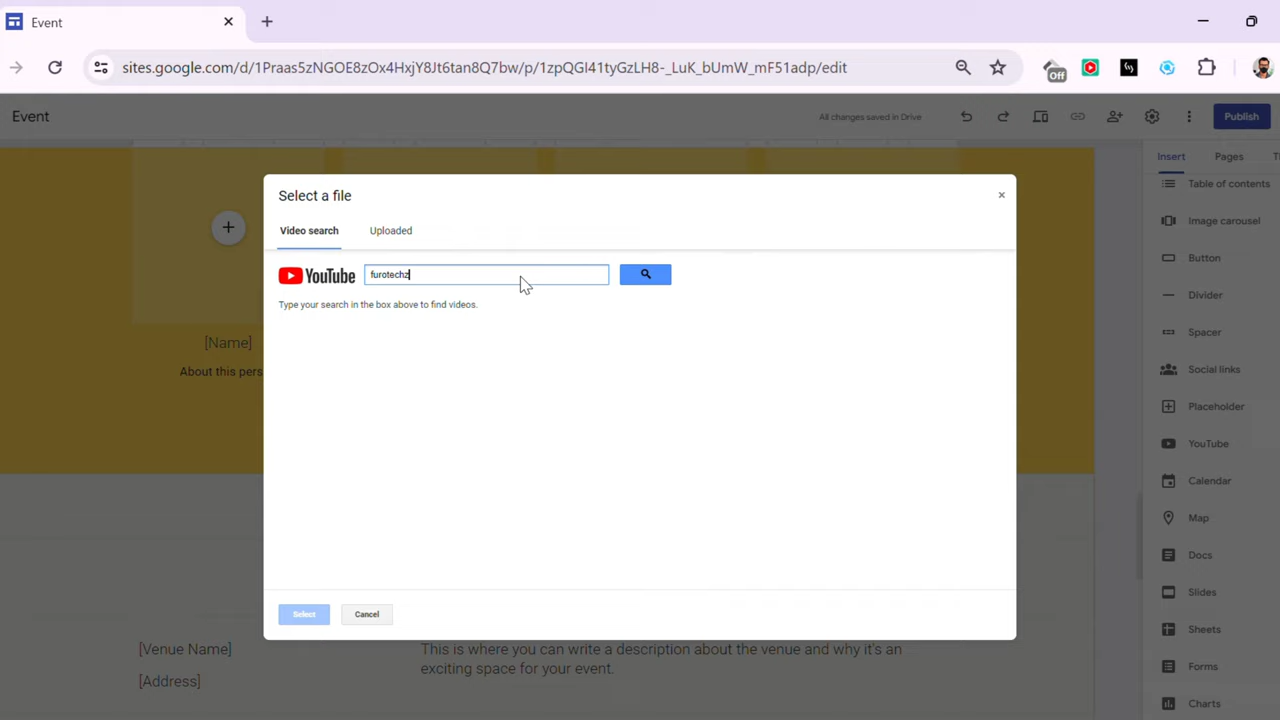 Event
sites.google.com/d/1Praas5zNGOE8zOx4HxjY8Jt6tan8Q7bw/p/1zpQGl41tyGzLH8-_LuK_bUmW_mF51adp/edit
Off
Event
All changes saved in Drive
Publish
Insert
Pages
Select a file
Video search
Uploaded
YouTube
furotechz
Type your search in the box above to find videos.
Select
Cancel
[Name]
About this pers
[Venue Name]
[Address]
This is where you can write a description about the venue and why it's an
exciting space for your event.
Table of contents
Image carousel
Button
Divider
Spacer
Social links
Placeholder
YouTube
Calendar
Map
Docs
Slides
Sheets
Forms
Charts